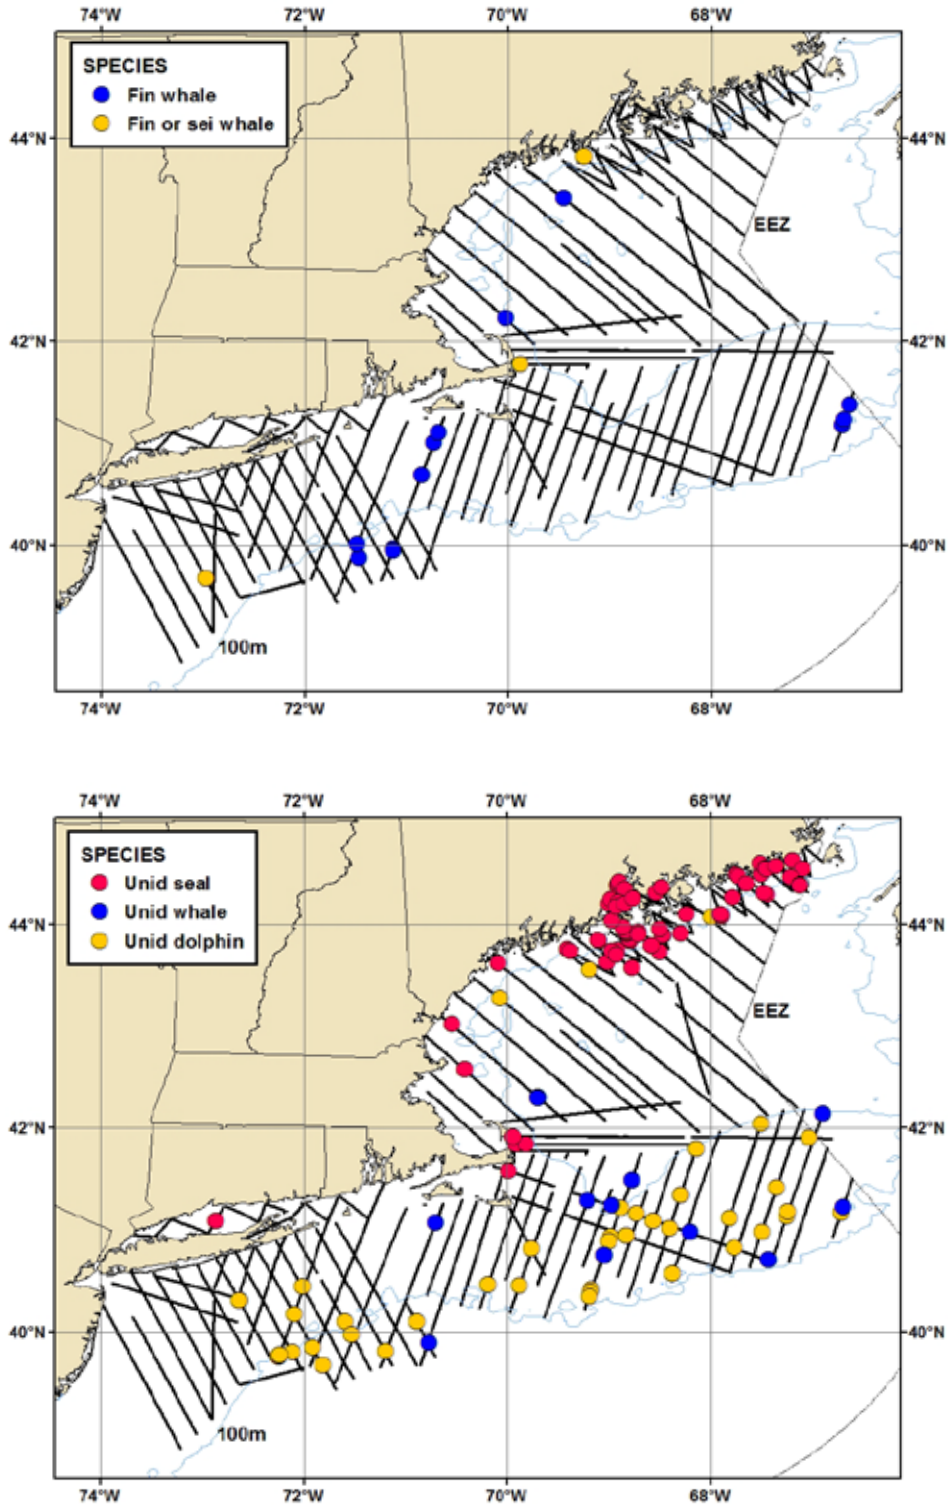 74°W 72°W 70°W 68°W
SPECIES
Fin whale
Fin or sei whale
44°N 44°N
EEZ
42°N 42°N
40°N 40°N
100m
74°W 72°W 70°W 68°W
74°W 72°W 70°W 68°W
SPECIES
Unid seal
Unid whale
Unid dolphin
44°N 44°N
EEZ
42°N 42°N
40°N 40°N
100m
74°W 72°W 70°W 68°W